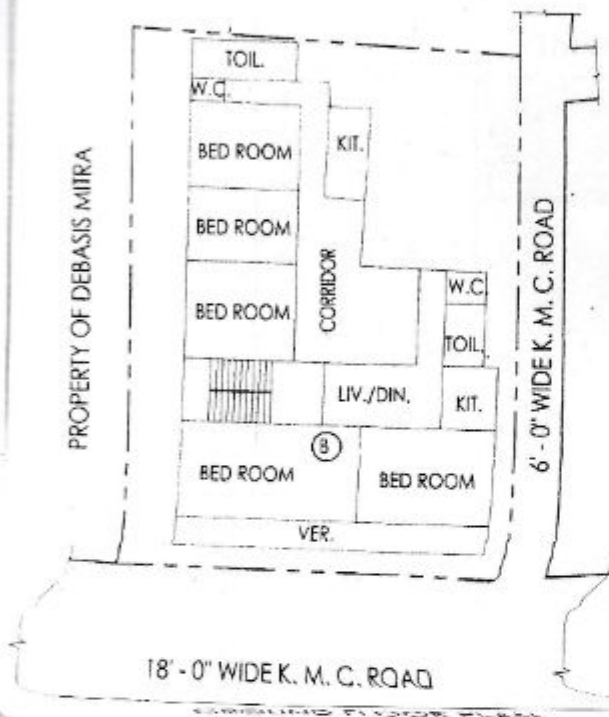 TOIL.
W.C.
BED ROOM
KIT.
BED ROOM
BED ROOM
CORRIDOR
W.C.
TOIL.
LIV./DIN.
KIT.
B
BED ROOM
BED ROOM
VER.
PROPERTY OF DEBASIS MITRA
6' - 0" WIDE K. M. C. ROAD
18' - 0" WIDE K. M. C. ROAD